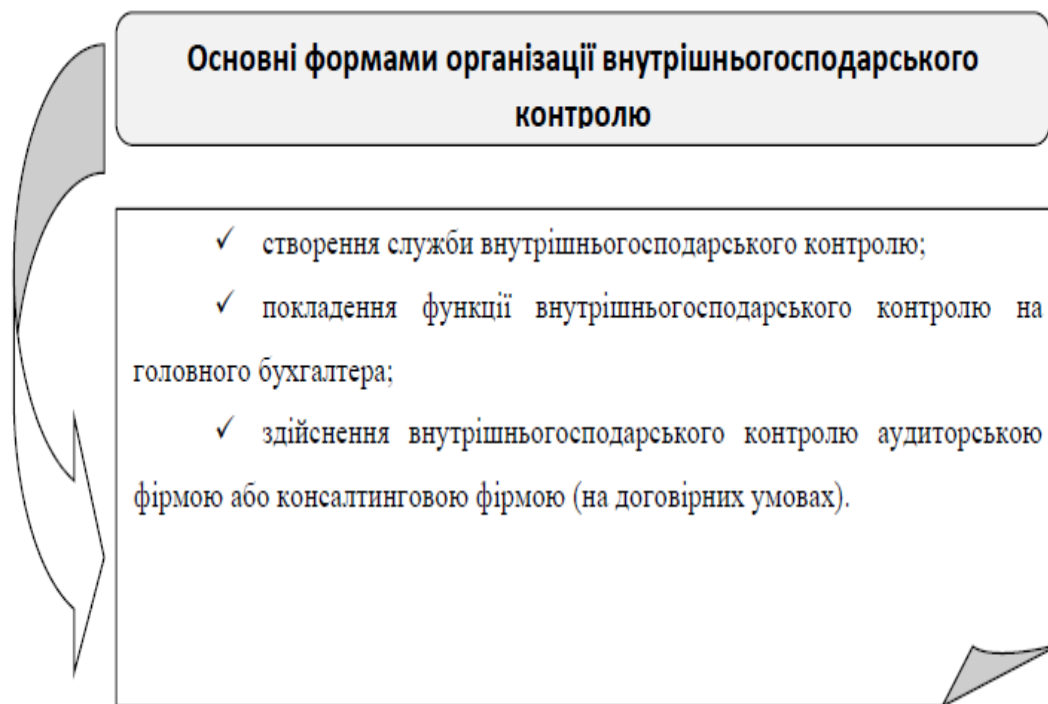 Основні формами організації внутрішньогосподарського
контролю
✓ створення служби внутрішньогосподарського контролю;
✓ покладення функції внутрішньогосподарського контролю на
головного бухгалтера;
✓ здійснення внутрішньогосподарського контролю аудиторською
фірмою або консалтинговою фірмою (на договірних умовах).